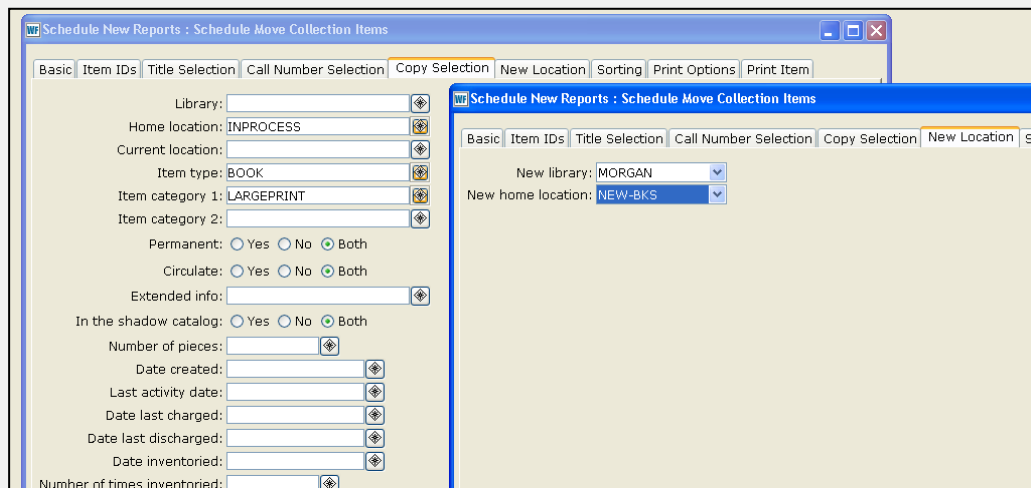 WF Schedule New Reports : Schedule Move Collection Items
Basic Item IDs Title Selection Call Number Selection Copy Selection New Location Sorting Print Options Print Item
Library:
Home location: INPROCESS
Current location:
Item type: BOOK
Item category 1: LARGEPRINT
Item category 2:
Permanent: Yes No Both
Circulate: Yes No Both
Extended info:
In the shadow catalog: Yes No Both
Number of pieces:
Date created:
Last activity date:
Date last charged:
Date last discharged:
Date inventoried:
Number of times inventoried:
WF Schedule New Reports : Schedule Move Collection Items
Basic Item IDs Title Selection Call Number Selection Copy Selection New Location S
New library: MORGAN
New home location: NEW-BKS